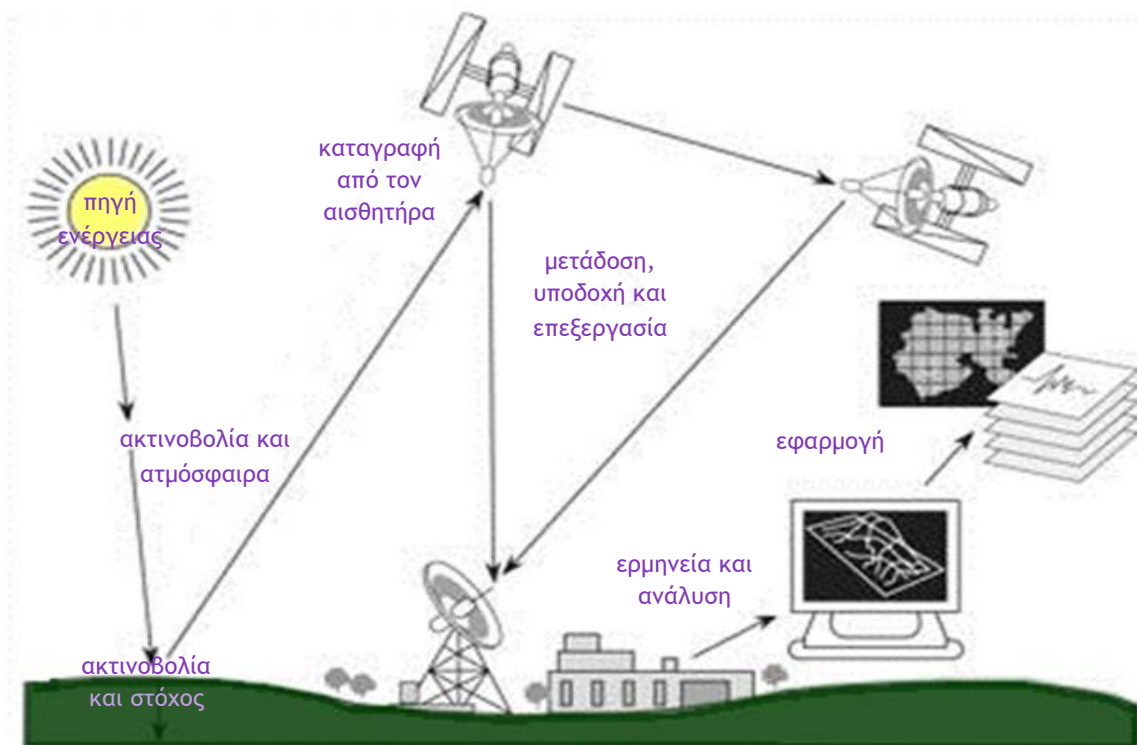 πηγή
ενέργειας
καταγραφή
από τον
αισθητήρα
μετάδοση,
υποδοχή και
επεξεργασία
ακτινοβολία και
ατμόσφαιρα
εφαρμογή
ερμηνεία και
ανάλυση
ακτινοβολία
και στόχος